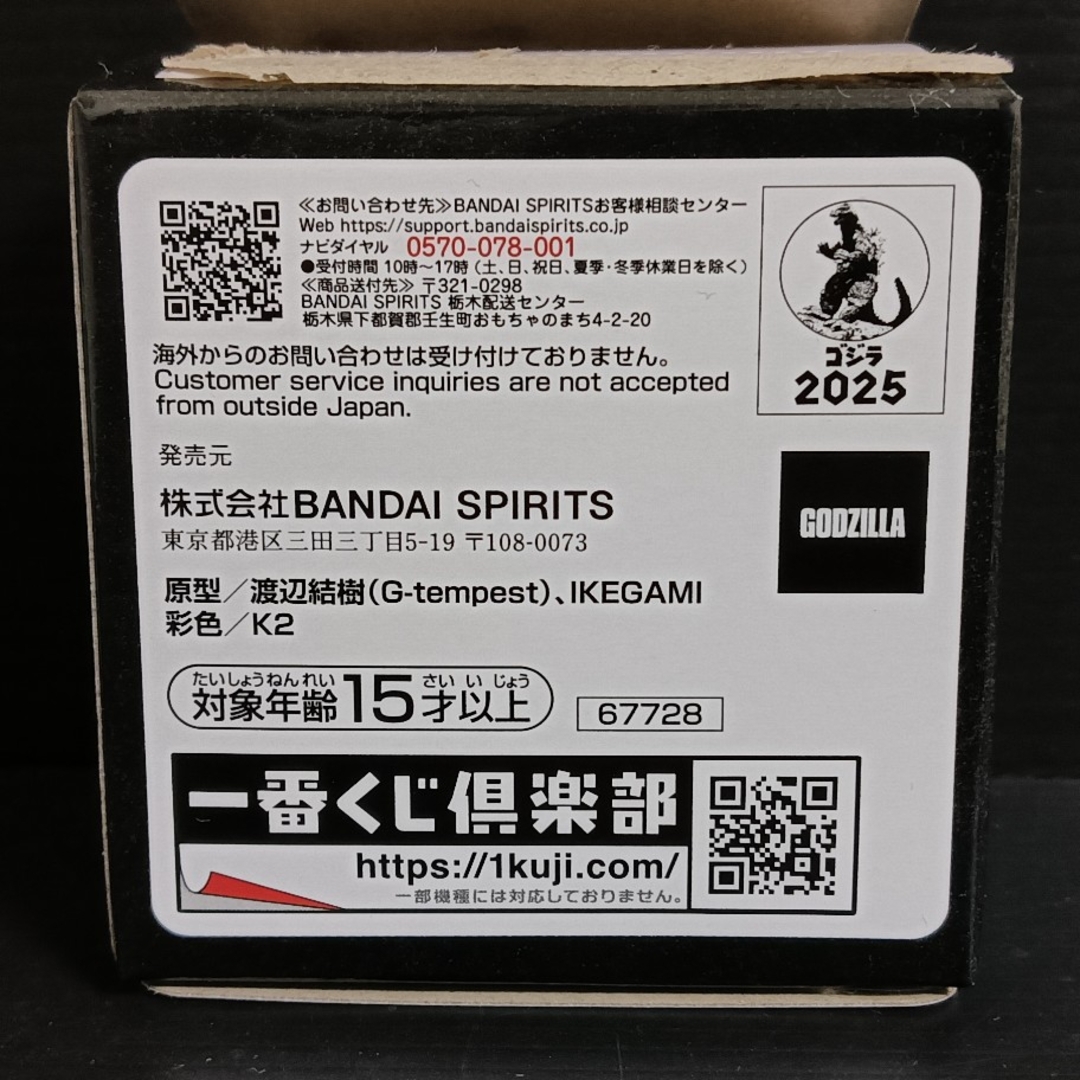 ≪お問い合わせ先≫BANDAI SPIRITSお客様相談センター
Web https://support.bandaispirits.co.jp
ナビダイヤル 0570-078-001
●受付時間 10時～17時（土、日、祝日、夏季・冬季休業日を除く）
≪商品送付先≫ 〒321-0298
BANDAI SPIRITS 栃木配送センター
栃木県下都賀郡壬生町おもちゃのまち4-2-20
海外からのお問い合わせは受け付けておりません。
Customer service inquiries are not accepted
from outside Japan.
ゴジラ
2025
発売元
株式会社BANDAI SPIRITS
東京都港区三田三丁目5-19 〒108-0073
GODZILLA
原型／渡辺結樹（G-tempest）、IKEGAMI
彩色／K2
たいしょうねんれい さい い じょう
対象年齢15才以上
67728
一番くじ倶楽部
https://1kuji.com/
一部機種には対応しておりません。